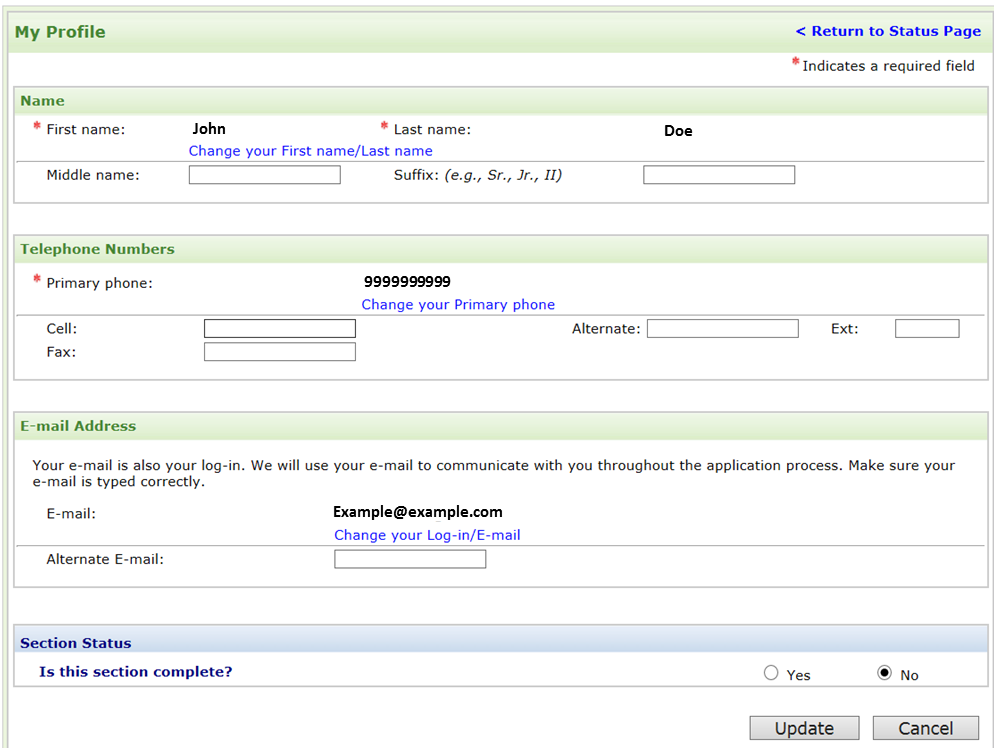 My Profile
< Return to Status Page
* Indicates a required field
Name
* First name: John * Last name: Doe
Change your First name/Last name
Middle name: Suffix: (e.g., Sr., Jr., II)
Telephone Numbers
* Primary phone: 9999999999
Change your Primary phone
Cell: Alternate: Ext:
Fax:
E-mail Address
Your e-mail is also your log-in. We will use your e-mail to communicate with you throughout the application process. Make sure your
e-mail is typed correctly.
E-mail: Example@example.com
Change your Log-in/E-mail
Alternate E-mail:
Section Status
Is this section complete? Yes No
Update Cancel